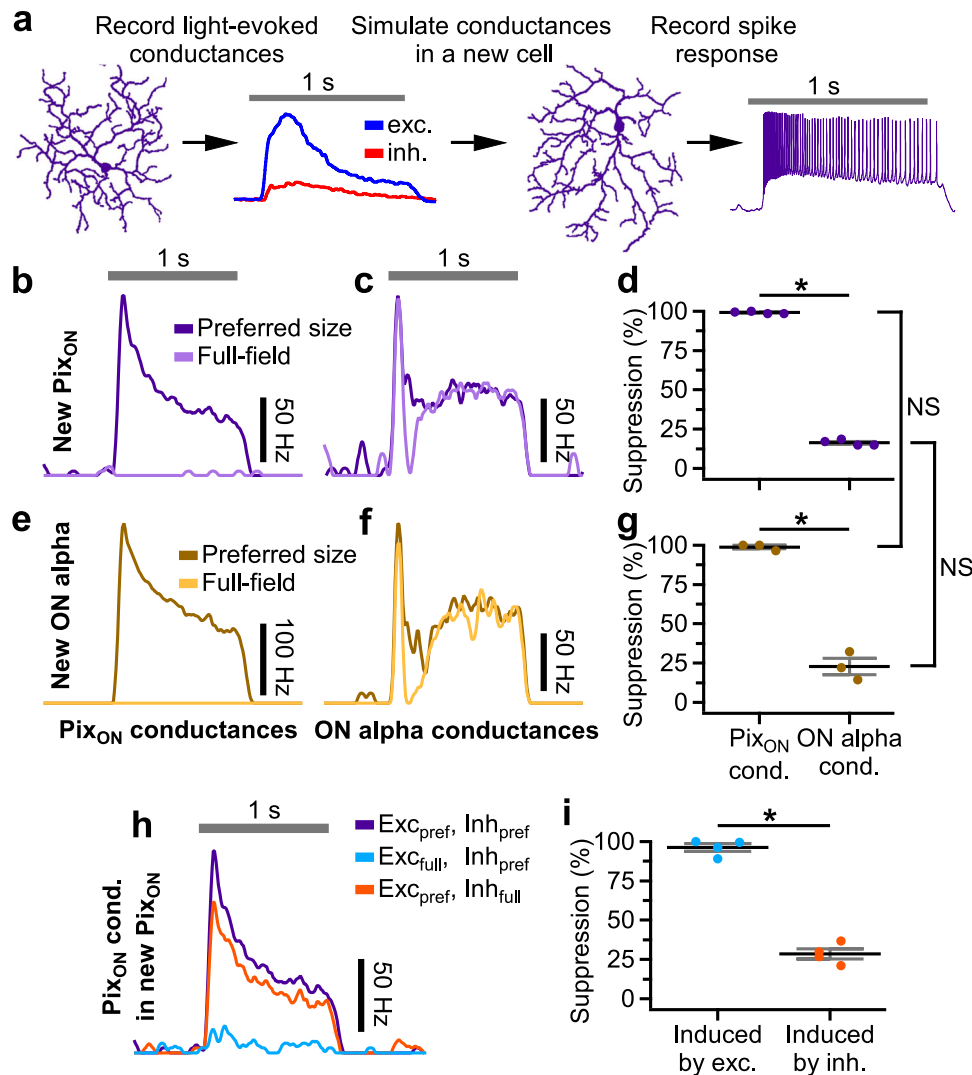 a
Record light-evoked
conductances
Simulate conductances
in a new cell
Record spike
response
1 s
exc.
inh.
1 s
b
1 s
New PixON
Preferred size
Full-field
50 Hz
c
1 s
50 Hz
d
*
Suppression (%)
100
75
50
25
0
NS
NS
e
New ON alpha
Preferred size
Full-field
100 Hz
PixON conductances
f
50 Hz
ON alpha conductances
g
*
Suppression (%)
100
75
50
25
0
PixON
cond.
ON alpha
cond.
h
1 s
PixON cond.
in new PixON
Excpref, Inhpref
Excfull, Inhpref
Excpref, Inhfull
50 Hz
i
*
Suppression (%)
100
75
50
25
0
Induced
by exc.
Induced
by inh.